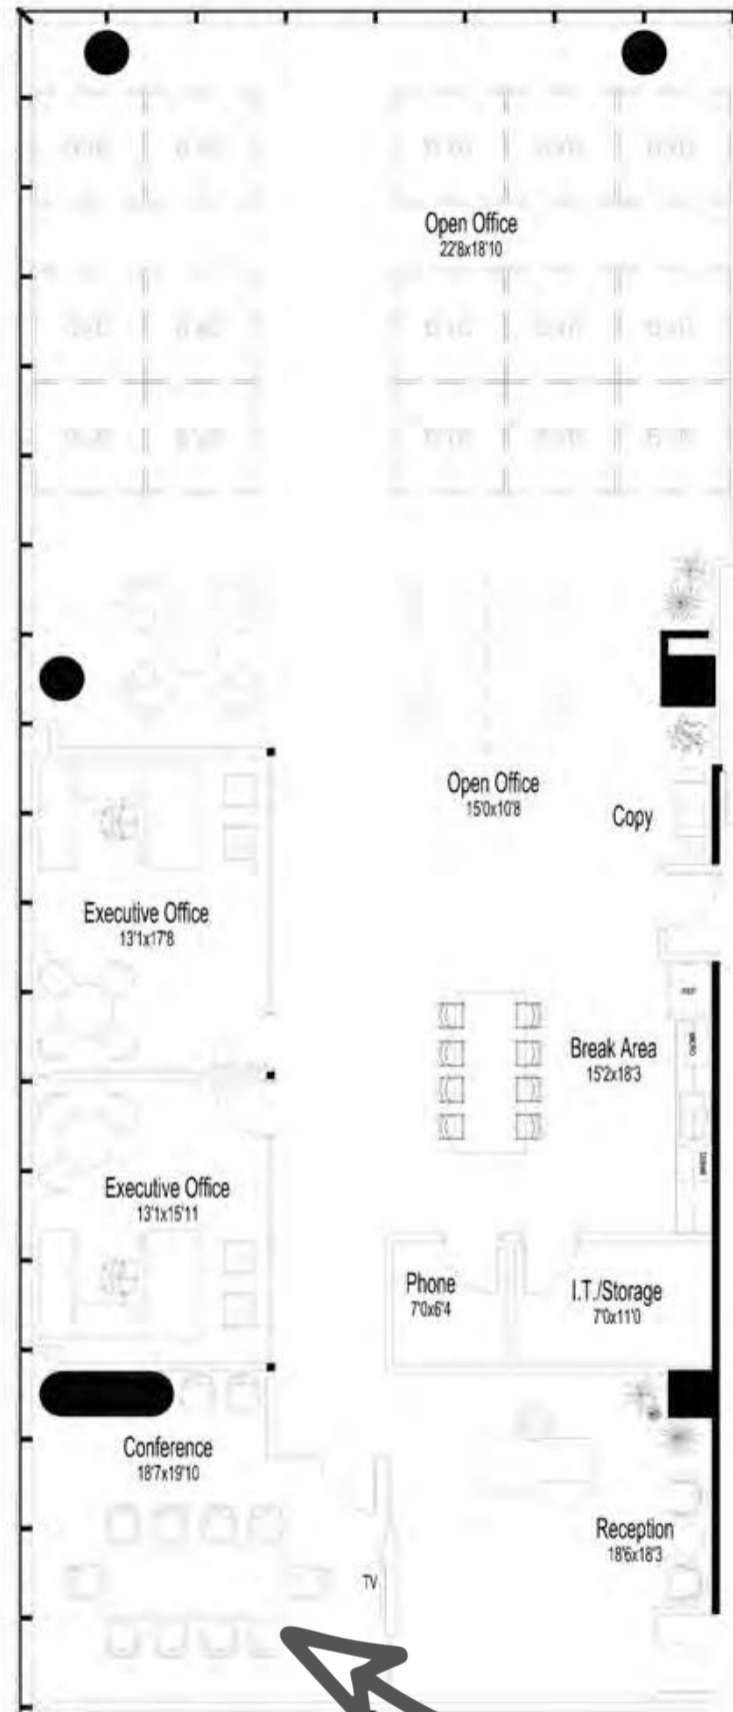 Open Office
22'8x18'10
Open Office
15'0x10'8
Copy
Executive Office
13'1x17'8
REF
MICRO
Break Area
15'2x18'3
Executive Office
13'1x15'11
Phone
7'0x6'4
I.T./Storage
7'0x11'0
Conference
18'7x19'10
Reception
18'6x18'3
TV